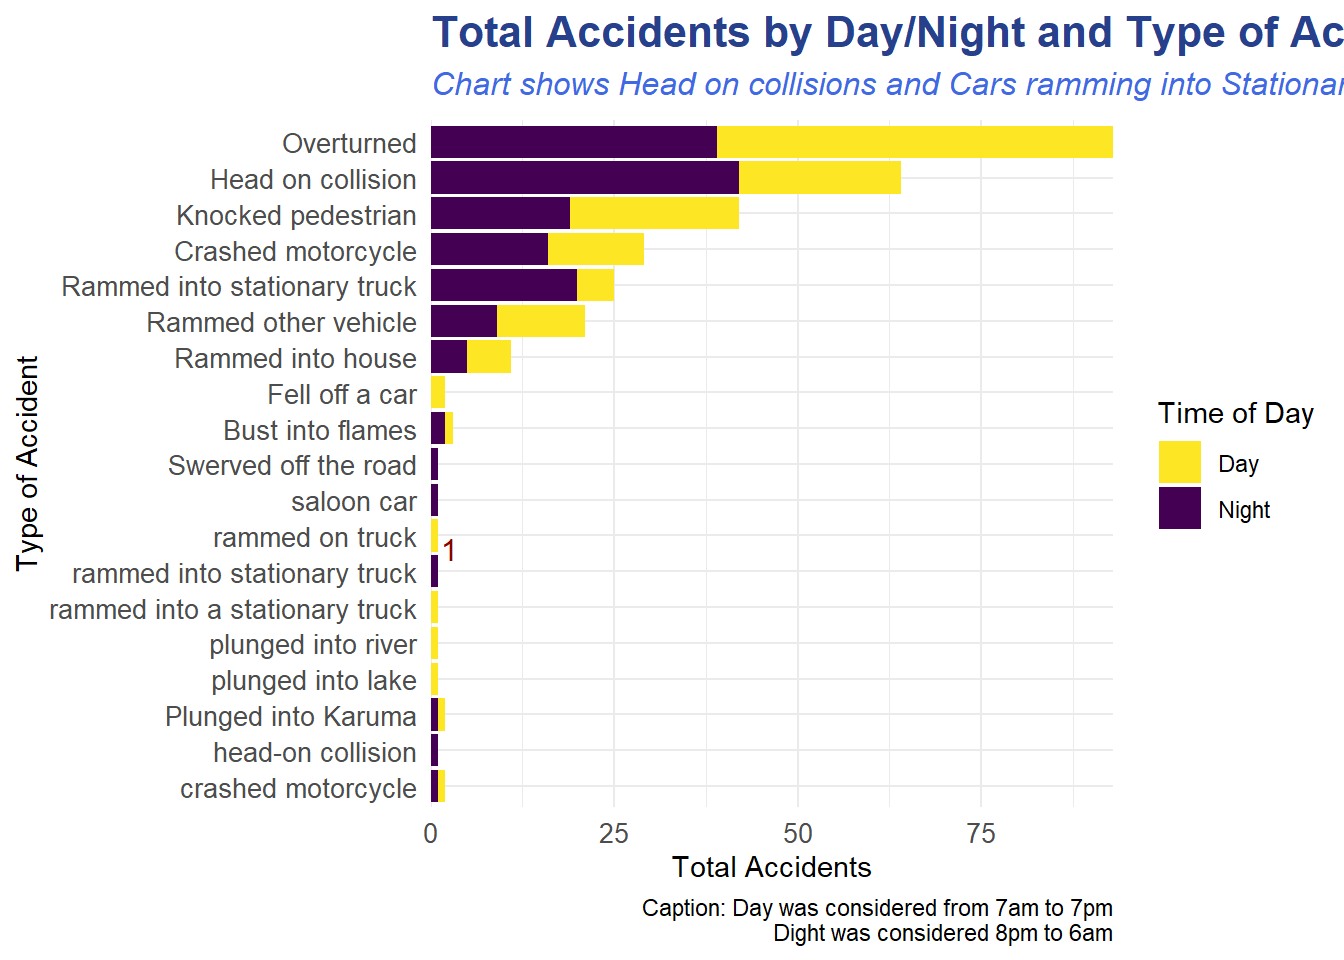 Total Accidents by Day/Night and Type of Ac
Chart shows Head on collisions and Cars ramming into Stationar
Type of Accident
Overturned
Head on collision
Knocked pedestrian
Crashed motorcycle
Rammed into stationary truck
Rammed other vehicle
Rammed into house
Fell off a car
Bust into flames
Swerved off the road
saloon car
rammed on truck
1
rammed into stationary truck
rammed into a stationary truck
plunged into river
plunged into lake
Plunged into Karuma
head-on collision
crashed motorcycle
0 25 50 75
Total Accidents
Time of Day
Day
Night
Caption: Day was considered from 7am to 7pm
Dight was considered 8pm to 6am